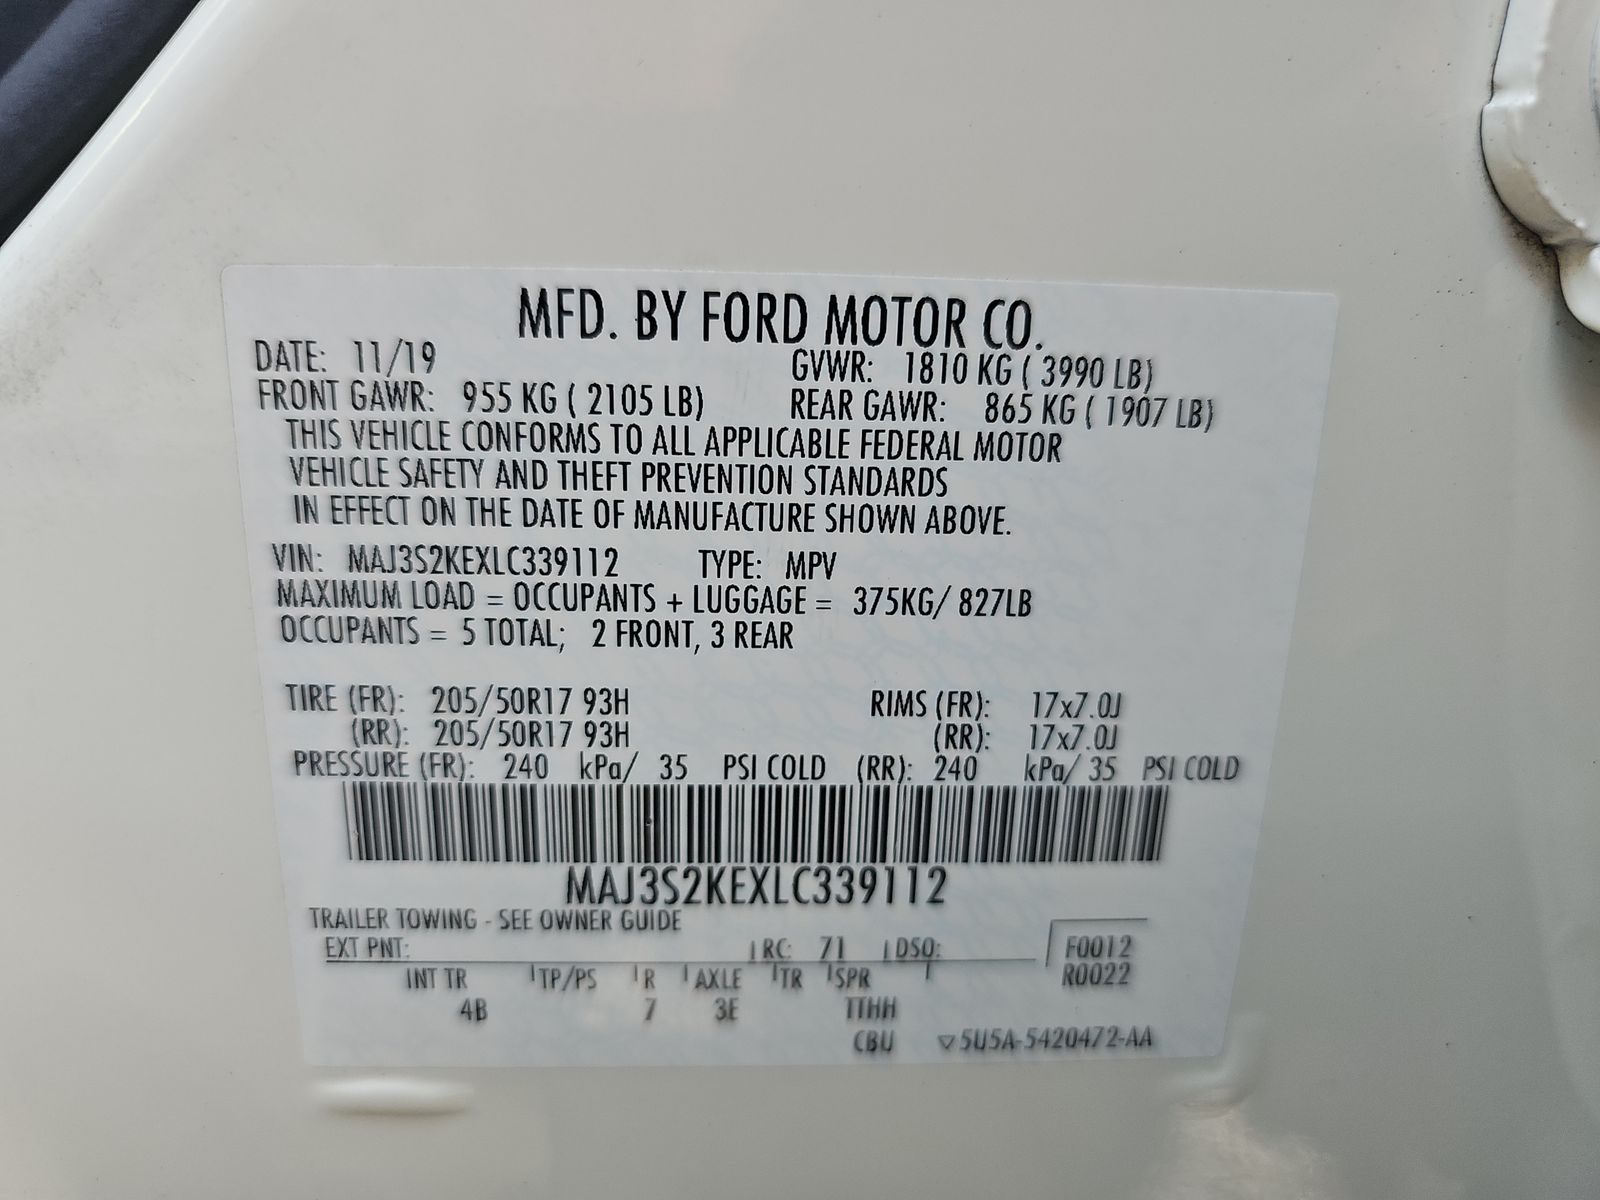 MFD. BY FORD MOTOR CO.
DATE: 11/19 GVWR: 1810 KG ( 3990 LB)
FRONT GAWR: 955 KG ( 2105 LB) REAR GAWR: 865 KG ( 1907 LB)
THIS VEHICLE CONFORMS TO ALL APPLICABLE FEDERAL MOTOR
VEHICLE SAFETY AND THEFT PREVENTION STANDARDS
IN EFFECT ON THE DATE OF MANUFACTURE SHOWN ABOVE.
VIN: MAJ3S2KEXLC339112 TYPE: MPV
MAXIMUM LOAD = OCCUPANTS + LUGGAGE = 375KG/ 827LB
OCCUPANTS = 5 TOTAL; 2 FRONT, 3 REAR
TIRE (FR): 205/50R17 93H RIMS (FR): 17x7.0J
(RR): 205/50R17 93H (RR): 17x7.0J
PRESSURE (FR): 240 kPa/ 35 PSI COLD (RR): 240 kPa/ 35 PSI COLD
MAJ3S2KEXLC339112
TRAILER TOWING - SEE OWNER GUIDE
EXT PNT: RC: 71 DSO: F0012
INT TR TP/PS R AXLE TR SPR R0022
4B 7 3E TTHH
CBU ▽5U5A-5420472-AA